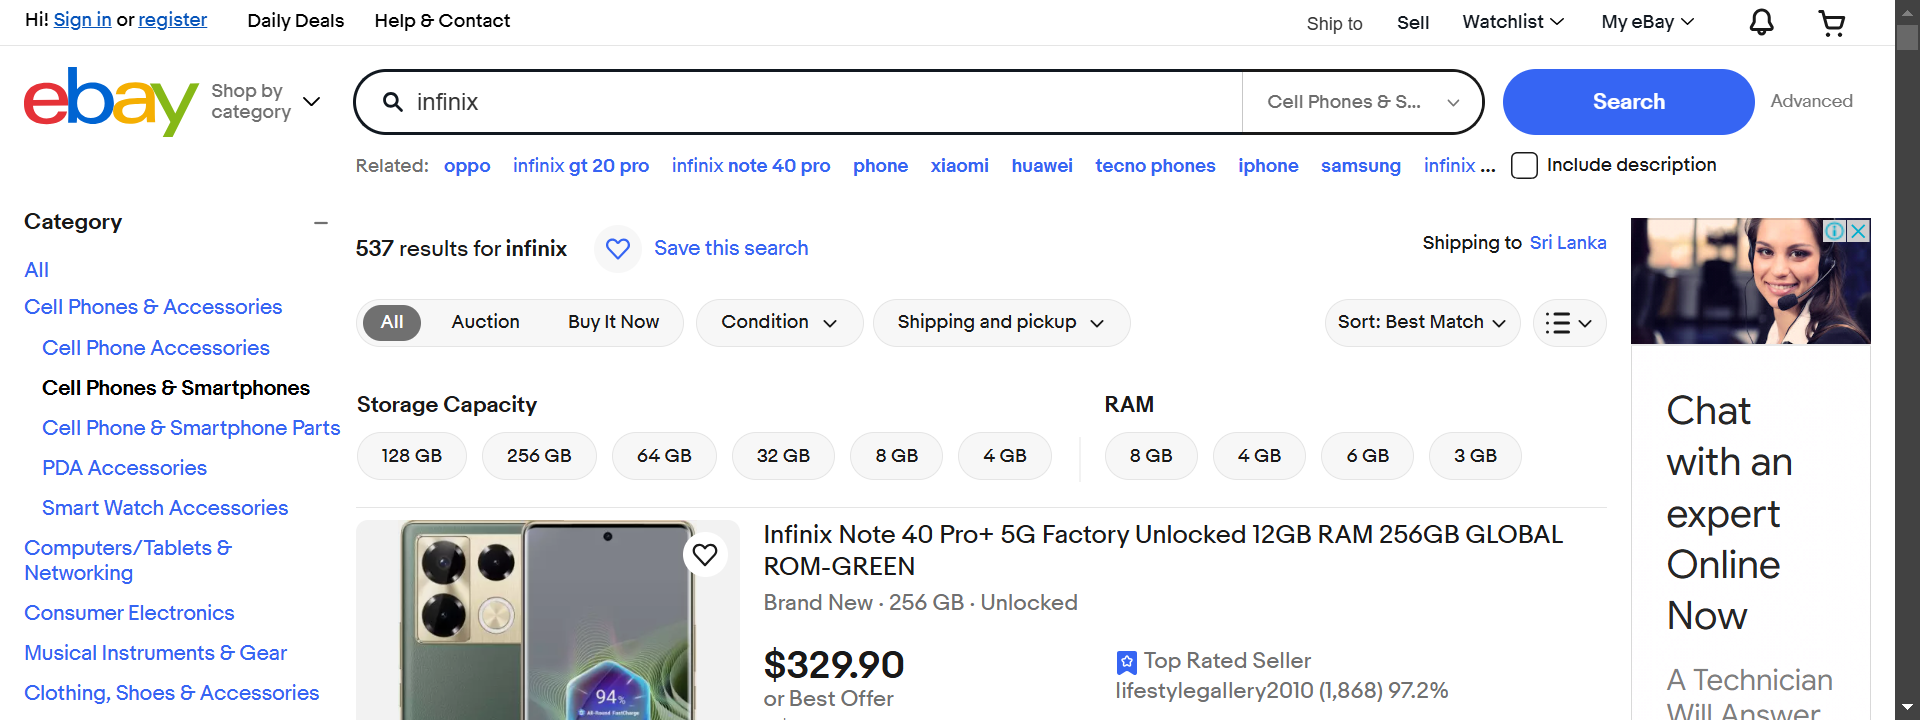 Hi! Sign in or register Daily Deals Help & Contact Ship to Sell Watchlist My eBay
ebay Shop by category infinix Cell Phones & S... Search Advanced
Related: oppo infinix gt 20 pro infinix note 40 pro phone xiaomi huawei tecno phones iphone samsung infinix ... Include description
Category
All
Cell Phones & Accessories
Cell Phone Accessories
Cell Phones & Smartphones
Cell Phone & Smartphone Parts
PDA Accessories
Smart Watch Accessories
Computers/Tablets &
Networking
Consumer Electronics
Musical Instruments & Gear
Clothing, Shoes & Accessories
537 results for infinix Save this search Shipping to Sri Lanka
All Auction Buy It Now Condition Shipping and pickup Sort: Best Match
Storage Capacity RAM
128 GB 256 GB 64 GB 32 GB 8 GB 4 GB 8 GB 4 GB 6 GB 3 GB
Infinix Note 40 Pro+ 5G Factory Unlocked 12GB RAM 256GB GLOBAL
ROM-GREEN
Brand New · 256 GB · Unlocked
$329.90 Top Rated Seller
or Best Offer lifestylegallery2010 (1,868) 97.2%
94%
All-Round FastCharge
Chat
with an
expert
Online
Now
A Technician
Will Answer